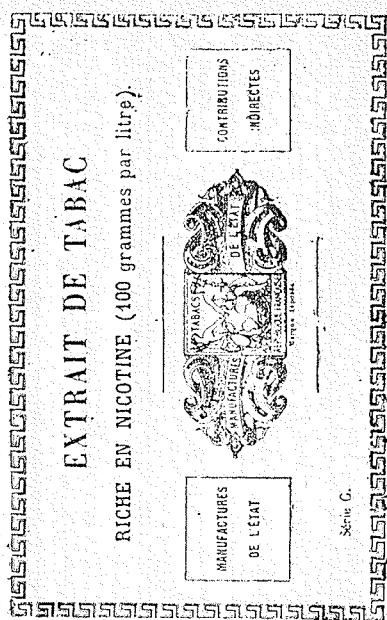 EXTRAIT DE TABAC
RICHE EN NICOTINE (100 grammes par litre).
MANUFACTURES
DE L'ÉTAT
MANUFACTURES
TABACS
DE L'ÉTAT
CONTRIBUTIONS
INDIRECTES
Série G.